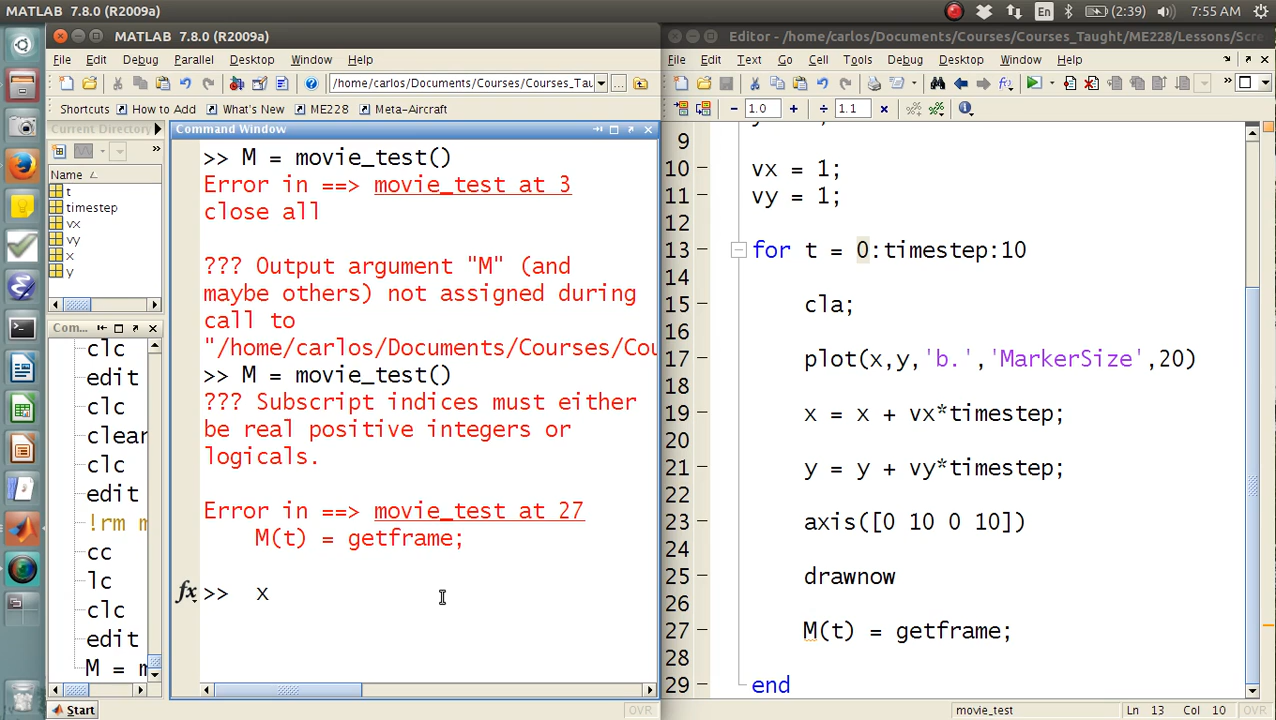 MATLAB 7.8.0 (R2009a)
En
(2:39)
7:55 AM
MATLAB 7.8.0 (R2009a)
Editor - /home/carlos/Documents/Courses/Courses_Taught/ME228/Lessons/Scre
File Edit Debug Parallel Desktop Window Help
File Edit Text Go Cell Tools Debug Desktop Window Help
/home/carlos/Documents/Courses/Courses_Tau
Shortcuts How to Add What's New ME228 Meta-Aircraft
1.0
1.1
Current Directory
Name
t
timestep
vx
vy
x
y
Com...
clc
edit
clc
clear
clc
edit
!rm m
cc
lc
clc
edit
M = m
Start
Command Window
>> M = movie_test()
Error in ==> movie_test at 3
close all
??? Output argument "M" (and
maybe others) not assigned during
call to
"/home/carlos/Documents/Courses/Cou
>> M = movie_test()
??? Subscript indices must either
be real positive integers or
logicals.
Error in ==> movie_test at 27
M(t) = getframe;
fx >> x
OVR
9
10 vx = 1;
11 vy = 1;
12
13 for t = 0:timestep:10
14
15 cla;
16
17 plot(x,y,'b.','MarkerSize',20)
18
19 x = x + vx*timestep;
20
21 y = y + vy*timestep;
22
23 axis([0 10 0 10])
24
25 drawnow
26
27 M(t) = getframe;
28
29 end
movie_test
Ln 13 Col 10 OVR